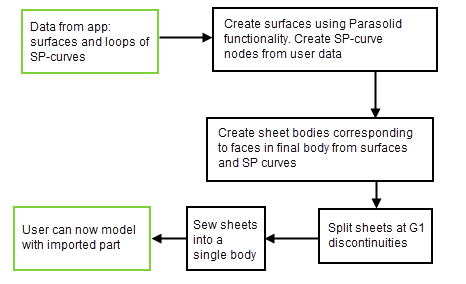 Data from app:
surfaces and loops of
SP-curves
Create surfaces using Parasolid
functionality. Create SP-curve
nodes from user data
Create sheet bodies corresponding
to faces in final body from surfaces
and SP curves
Split sheets at G1
discontinuities
Sew sheets
into a
single body
User can now model
with imported part